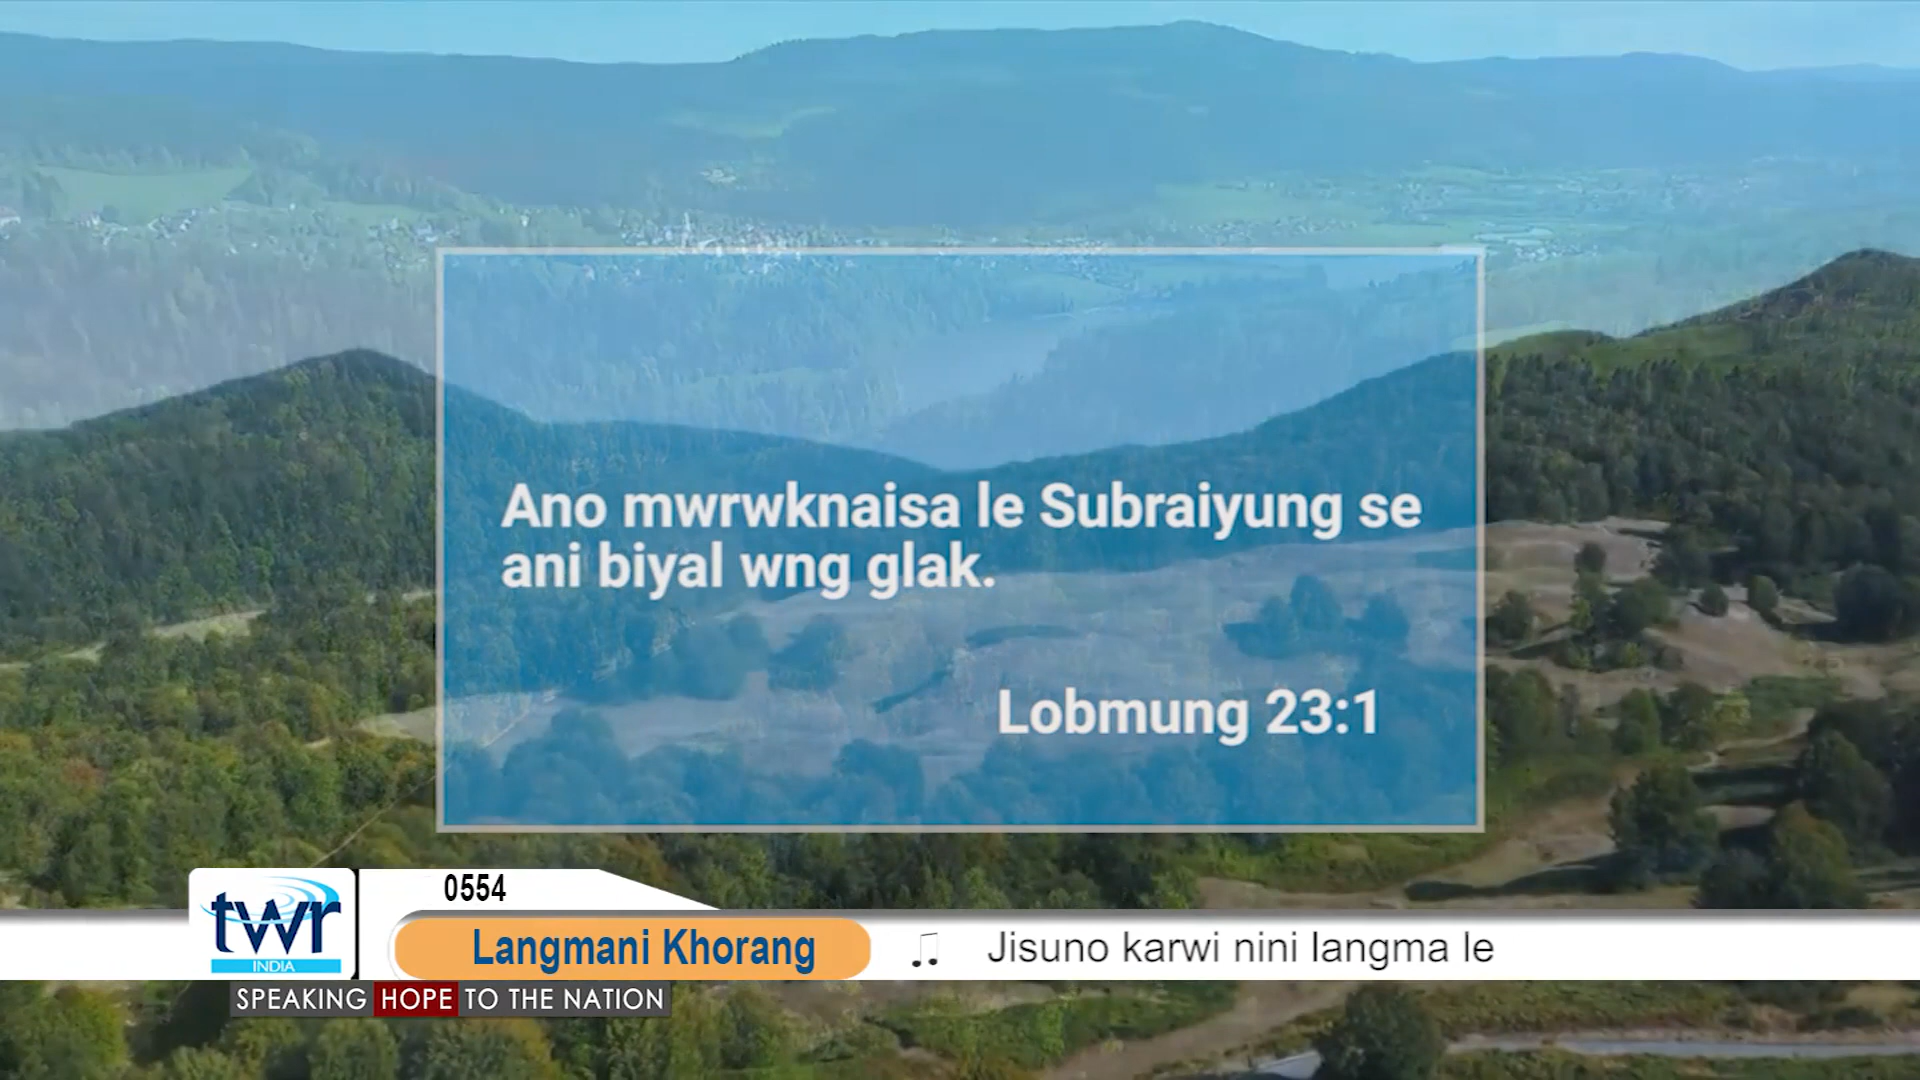 Ano mwrwknaisa le Subraiyung se
ani biyal wng glak.
Lobmung 23:1
0554
twr
INDIA
Langmani Khorang
♫ Jisuno karwi nini langma le
SPEAKING HOPE TO THE NATION